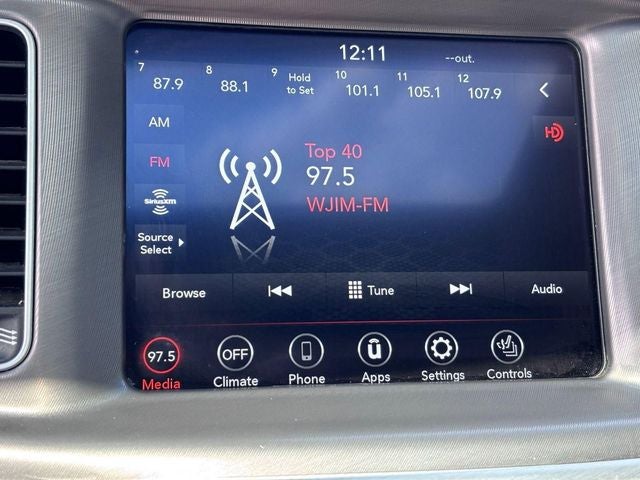 12:11
--out.
7 87.9
8 88.1
9 Hold to Set
10 101.1
11 105.1
12 107.9
AM
FM
SiriusXM
Source
Select
HD
Top 40
97.5
WJIM-FM
Browse
Tune
Audio
97.5
OFF
u
Media
Climate
Phone
Apps
Settings
Controls